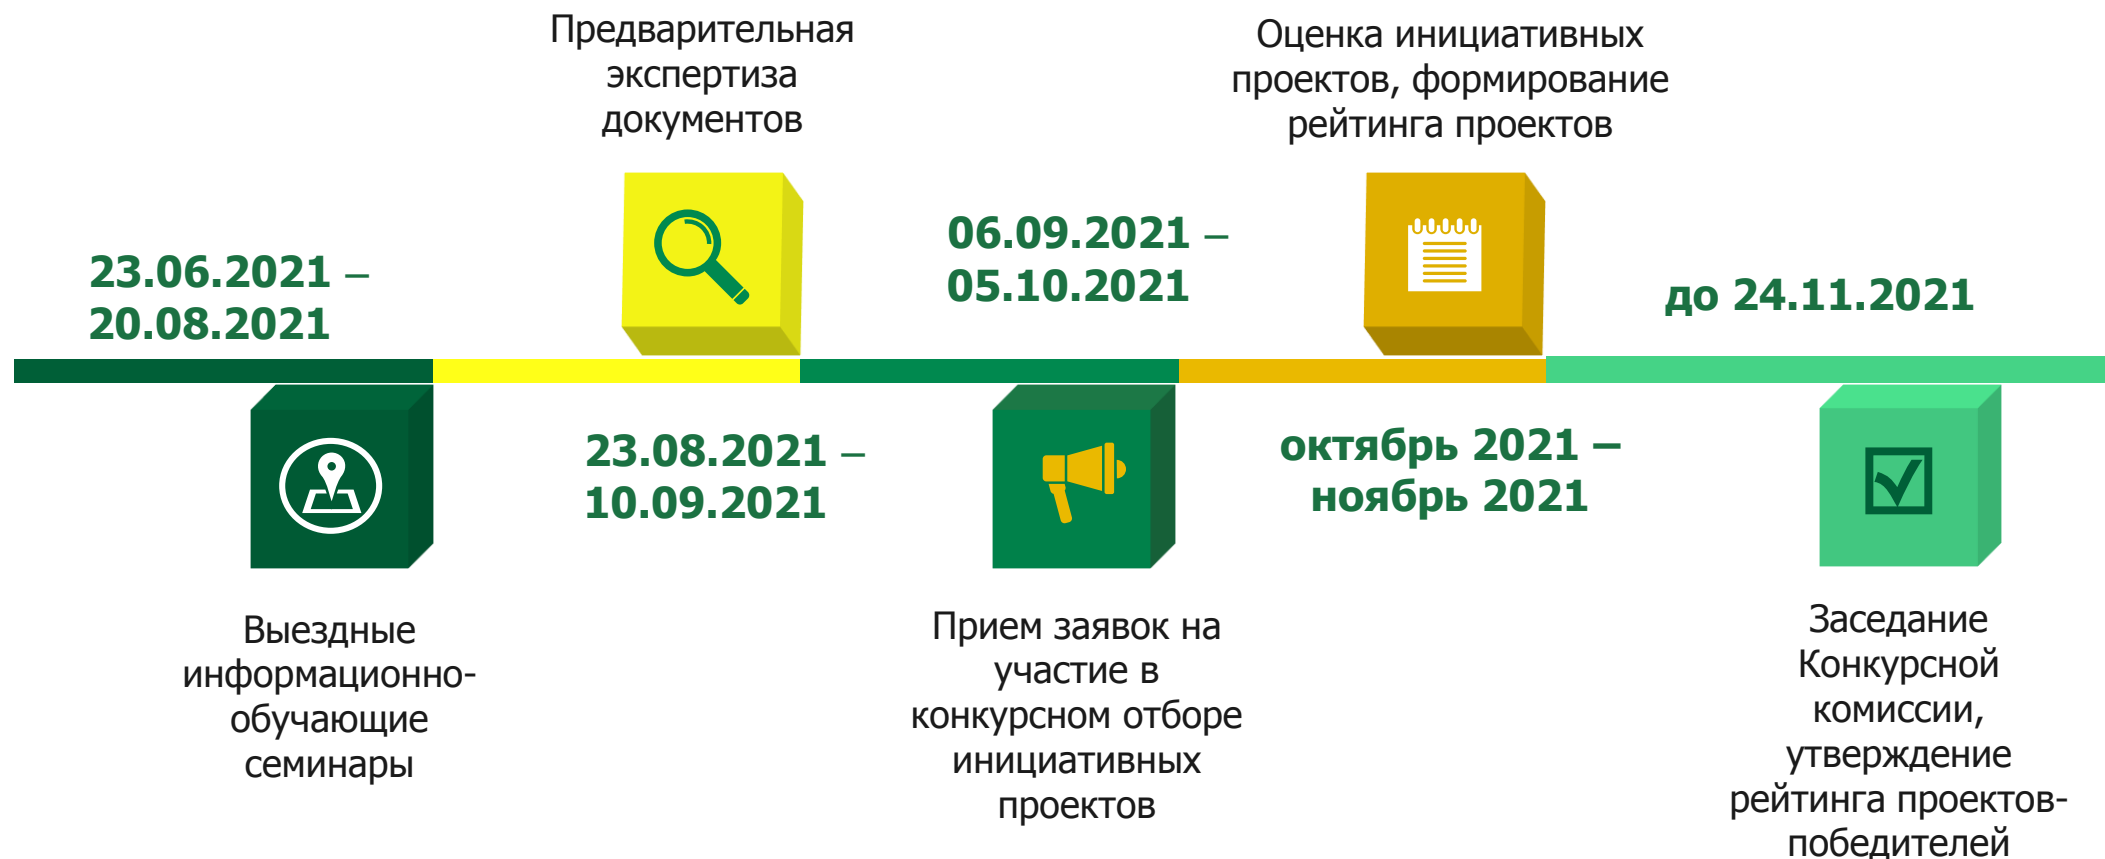 23.06.2021 –
20.08.2021
Выездные
информационно-
обучающие
семинары
Предварительная
экспертиза
документов
23.08.2021 –
10.09.2021
06.09.2021 –
05.10.2021
Прием заявок на
участие в
конкурсном отборе
инициативных
проектов
Оценка инициативных
проектов, формирование
рейтинга проектов
октябрь 2021 –
ноябрь 2021
до 24.11.2021
Заседание
Конкурсной
комиссии,
утверждение
рейтинга проектов-
победителей